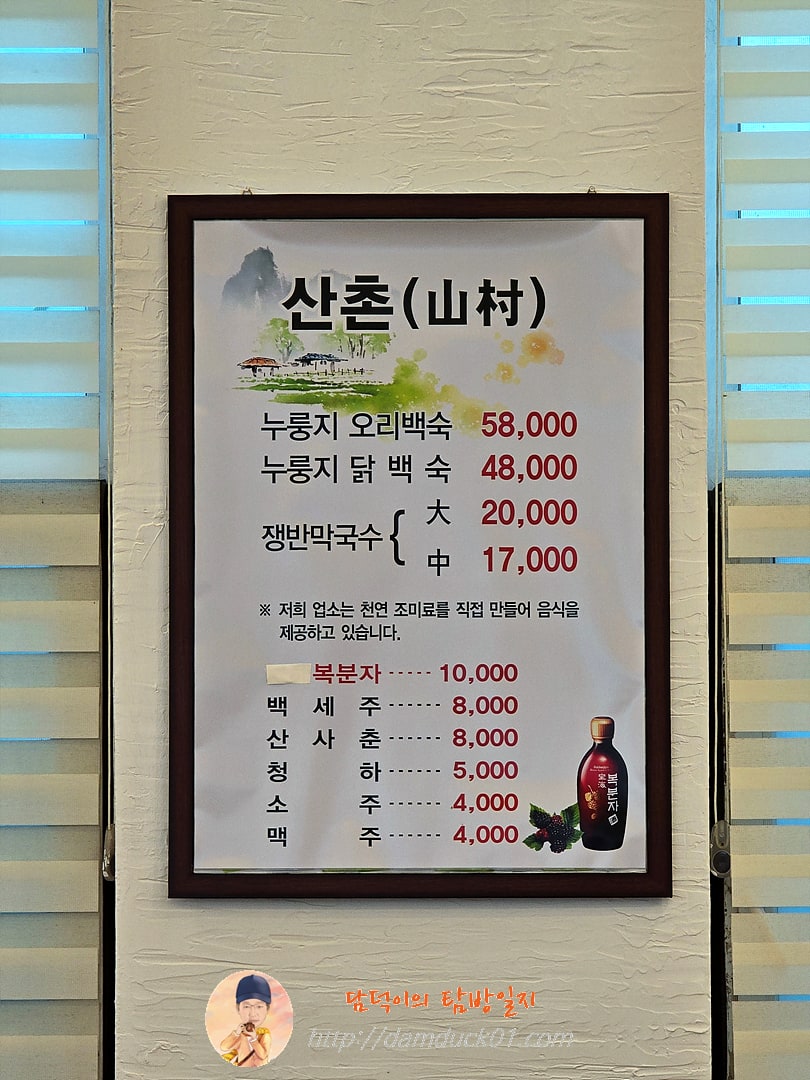 산촌(山村)
누룽지 오리백숙 58,000
누룽지 닭 백 숙 48,000
쟁반막국수 { 大 20,000
中 17,000
※ 저희 업소는 천연 조미료를 직접 만들어 음식을
제공하고 있습니다.
복분자 ----- 10,000
백 세 주 ------ 8,000
산 사 춘 ------ 8,000
청 하 ------ 5,000
소 주 ------ 4,000
맥 주 ------ 4,000
복분자
담덕이의 탐방일지
http://damduck01.com